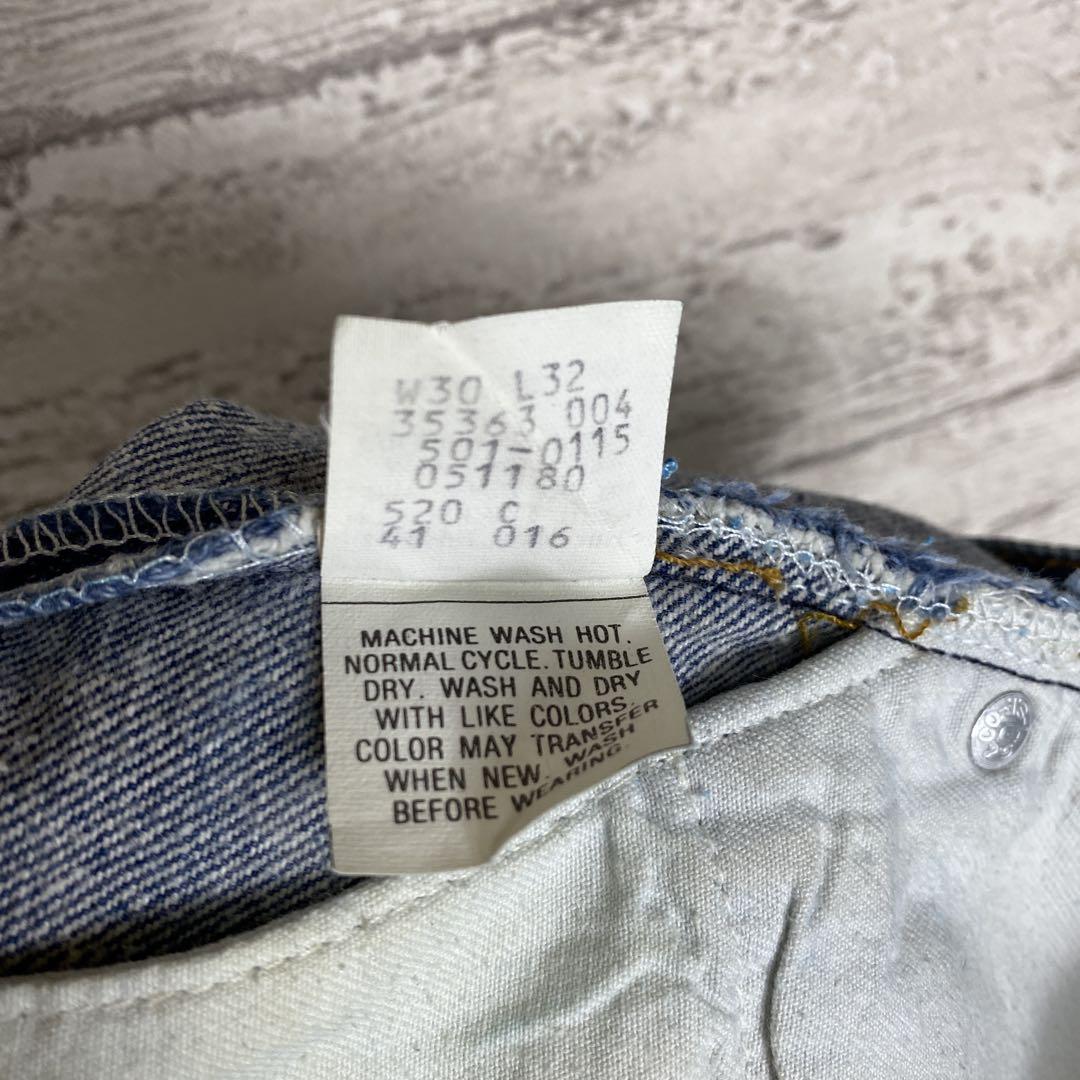 W30 L32
35363 004
501-0115
051180
520 C
41 016
MACHINE WASH HOT.
NORMAL CYCLE. TUMBLE
DRY. WASH AND DRY
WITH LIKE COLORS.
COLOR MAY TRANSFER
WHEN NEW. WASH
BEFORE WEARING.